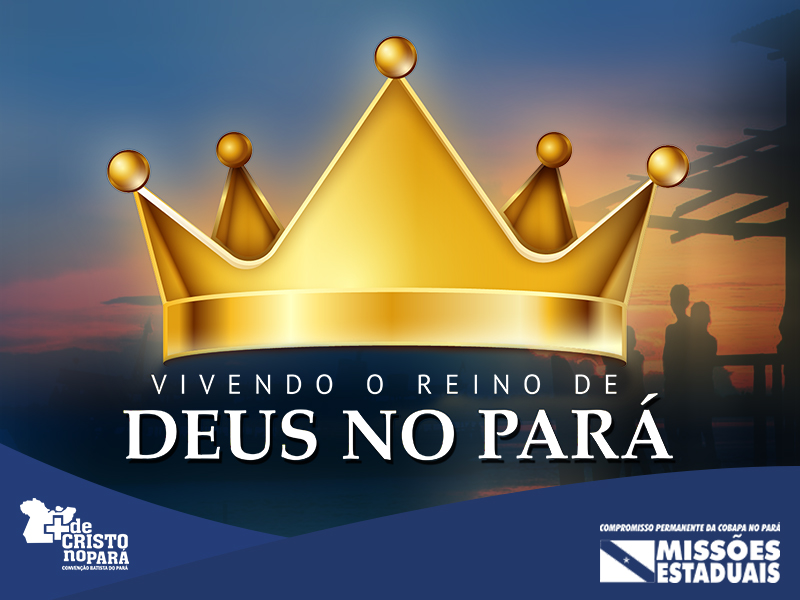 VIVENDO O REINO DE
DEUS NO PARÁ
+de
CRISTO
noPARÁ
CONVENÇÃO BATISTA DO PARÁ
COMPROMISSO PERMANENTE DA COBAPA NO PARÁ
MISSÕES
ESTADUAIS